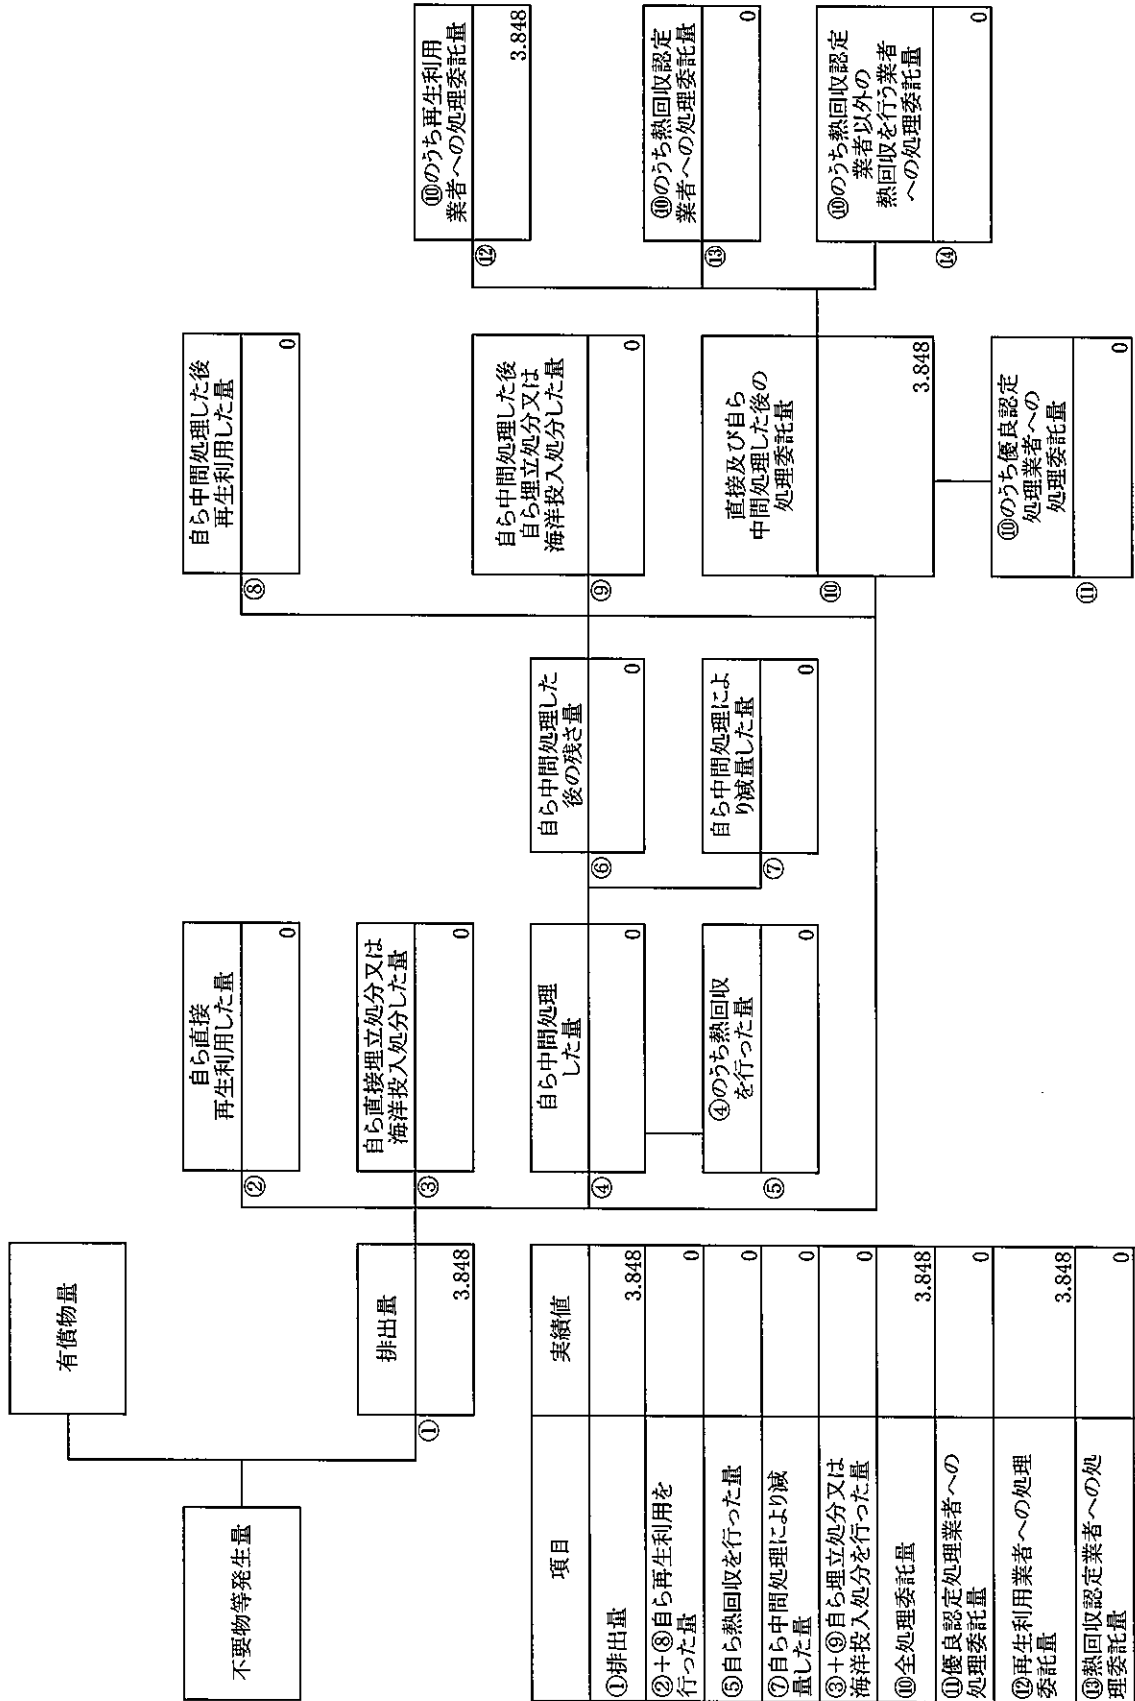 不要物等発生量
有償物量
排出量
①
3.848
自ら直接
再生利用した量
②
0
自ら直接埋立処分又は
海洋投入処分した量
③
0
自ら中間処理
した量
④
0
④のうち熱回収
を行った量
⑤
0
自ら中間処理した
後の残さ量
⑥
0
自ら中間処理によ
り減量した量
⑦
0
自ら中間処理した後
再生利用した量
⑧
0
自ら中間処理した後
自ら埋立処分又は
海洋投入処分した量
⑨
0
直接及び自ら
中間処理した後の
処理委託量
⑩
3.848
⑩のうち優良認定
処理業者への
処理委託量
⑪
0
⑩のうち再生利用
業者への処理委託量
⑫
3.848
⑩のうち熱回収認定
業者への処理委託量
⑬
0
⑩のうち熱回収認定
業者以外の
熱回収を行う業者
への処理委託量
⑭
0
項目 実績値
①排出量 3.848
②+⑧自ら再生利用を
行った量 0
⑤自ら熱回収を行った量 0
⑦自ら中間処理により減
量した量 0
③+⑨自ら埋立処分又は
海洋投入処分を行った量 0
⑩全処理委託量 3.848
⑪優良認定処理業者への
処理委託量 0
⑫再生利用業者への処理
委託量 3.848
⑬熱回収認定業者への処
理委託量 0